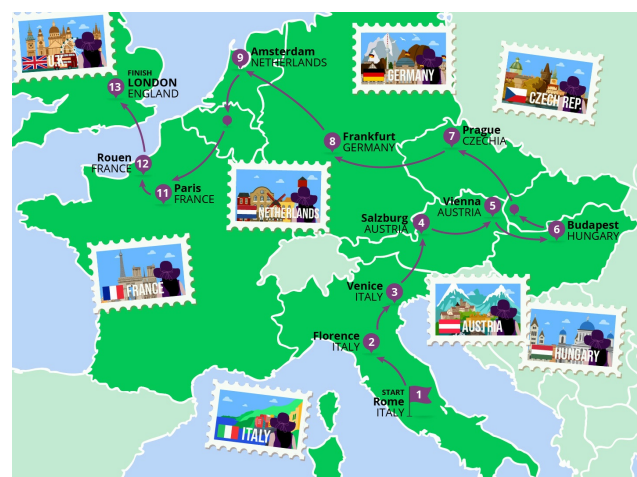 U.K.
GERMANY
CZECH REP.
9
Amsterdam
NETHERLANDS
FINISH
13 LONDON
ENGLAND
8
Frankfurt
GERMANY
7
Prague
CZECHIA
Rouen
FRANCE
12
11
Paris
FRANCE
NETHERLANDS
Vienna
AUSTRIA
5
Salzburg
AUSTRIA
4
6
Budapest
HUNGARY
FRANCE
Venice
ITALY
3
AUSTRIA
HUNGARY
Florence
ITALY
2
START
Rome
ITALY
1
ITALY